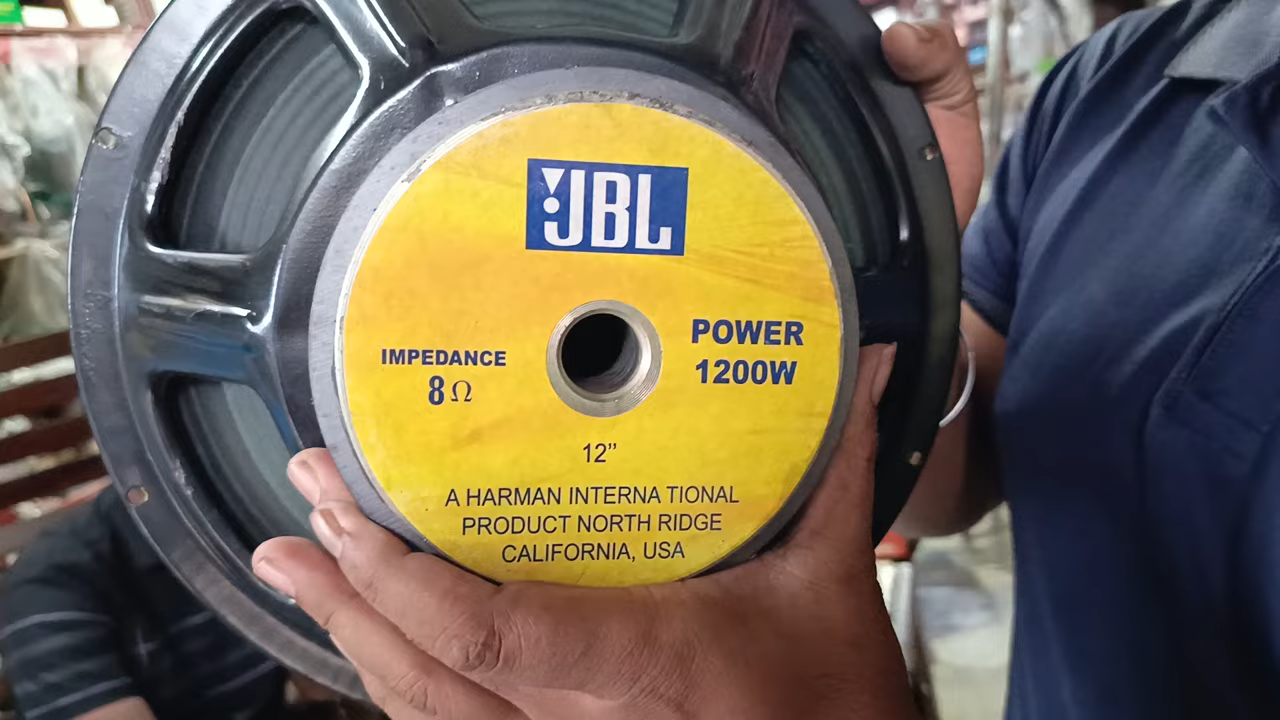 JBL
IMPEDANCE
8Ω
POWER
1200W
12”
A HARMAN INTERNA TIONAL
PRODUCT NORTH RIDGE
CALIFORNIA, USA